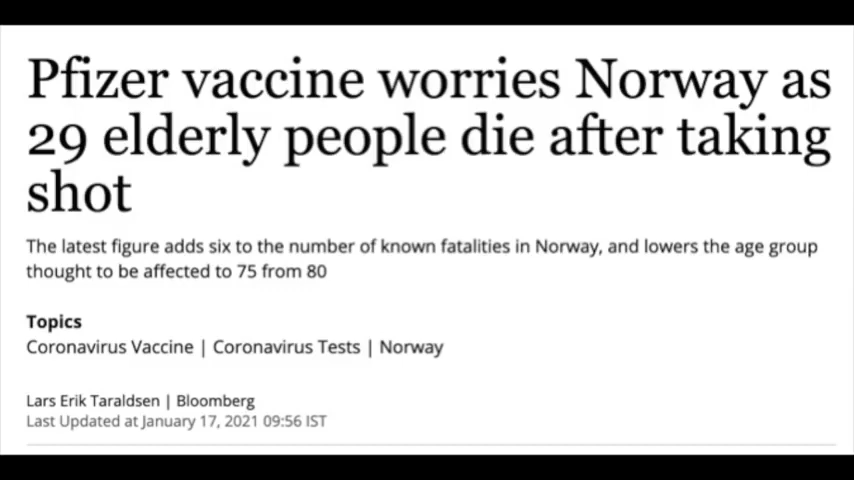 Pfizer vaccine worries Norway as
29 elderly people die after taking
shot
The latest figure adds six to the number of known fatalities in Norway, and lowers the age group
thought to be affected to 75 from 80
Topics
Coronavirus Vaccine | Coronavirus Tests | Norway
Lars Erik Taraldsen | Bloomberg
Last Updated at January 17, 2021 09:56 IST